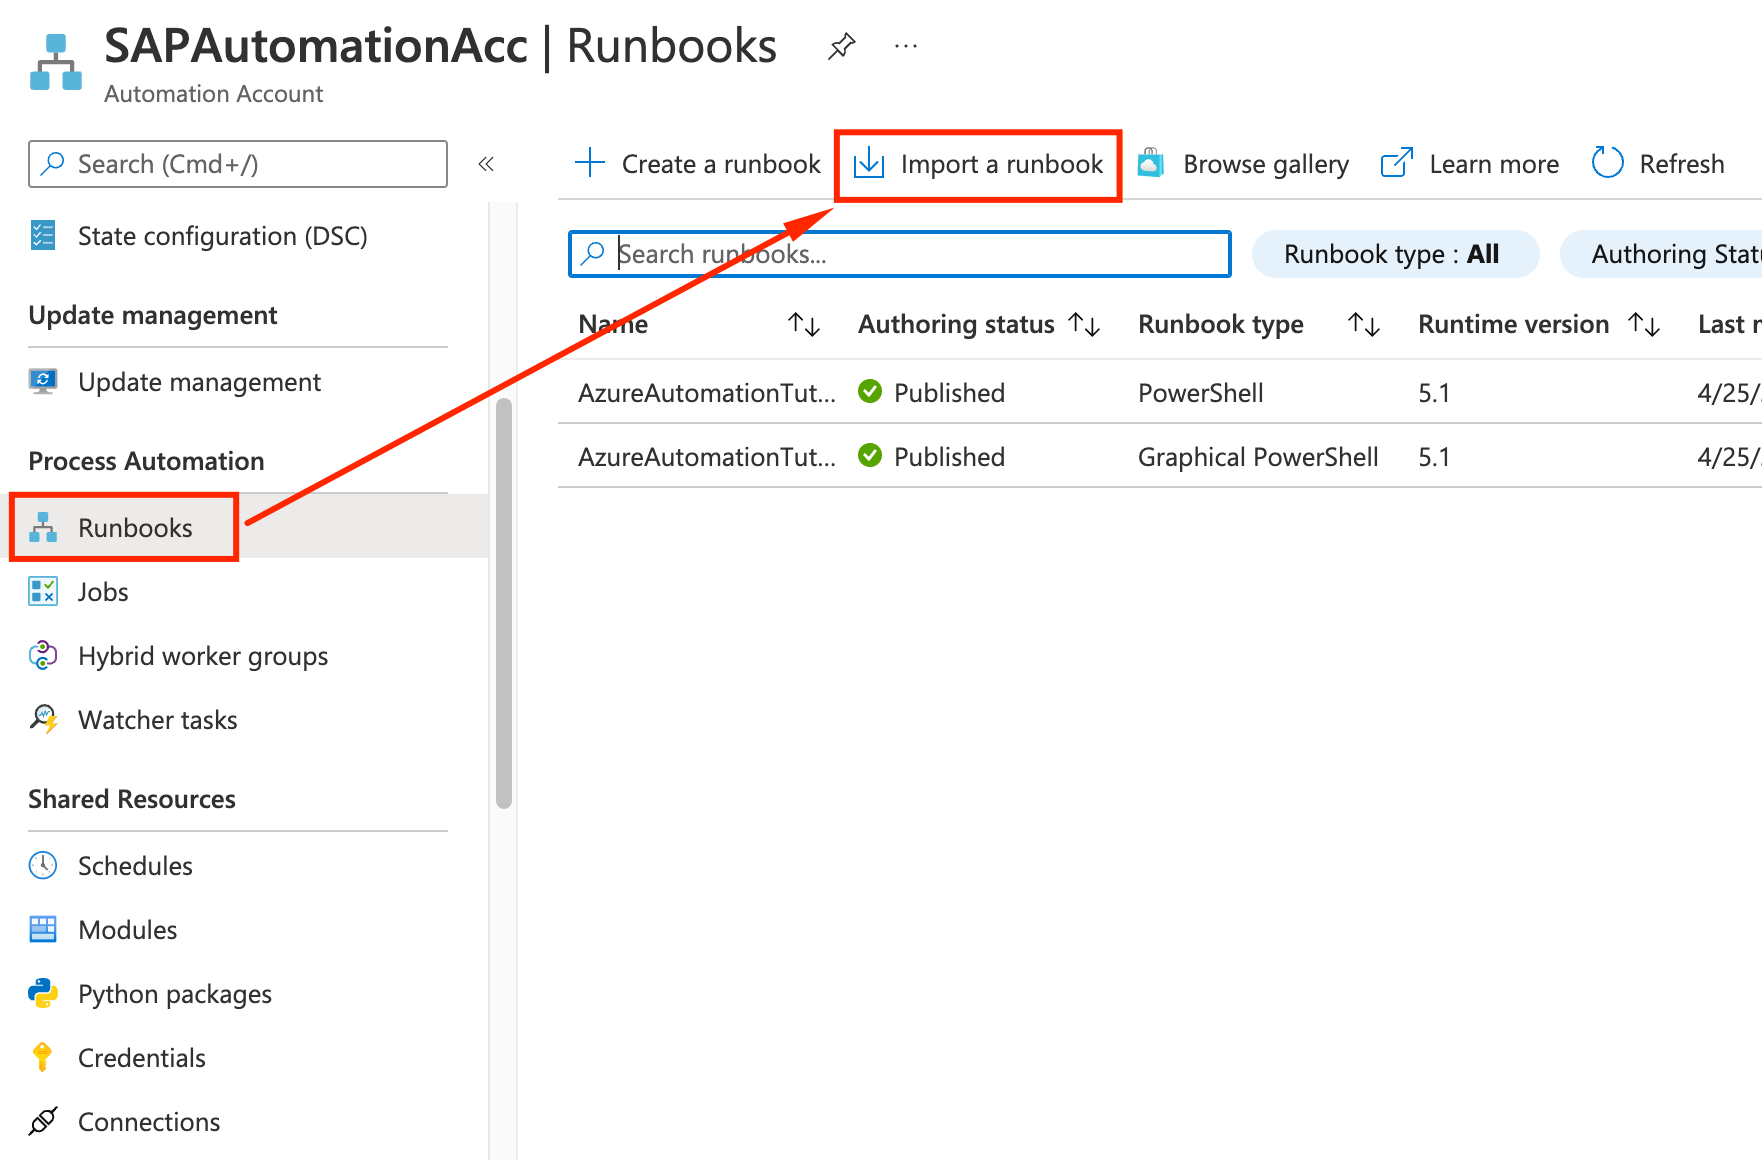 SAPAutomationAcc | Runbooks ...
Automation Account
Search (Cmd+/) «
State configuration (DSC)
Update management
Update management
Process Automation
Runbooks
Jobs
Hybrid worker groups
Watcher tasks
Shared Resources
Schedules
Modules
Python packages
Credentials
Connections
Create a runbook Import a runbook Browse gallery Learn more Refresh
Search runbooks... Runbook type : All Authoring Statu
Name ↑↓ Authoring status ↑↓ Runbook type ↑↓ Runtime version ↑↓ Last
AzureAutomationTut... Published PowerShell 5.1 4/25/
AzureAutomationTut... Published Graphical PowerShell 5.1 4/25/